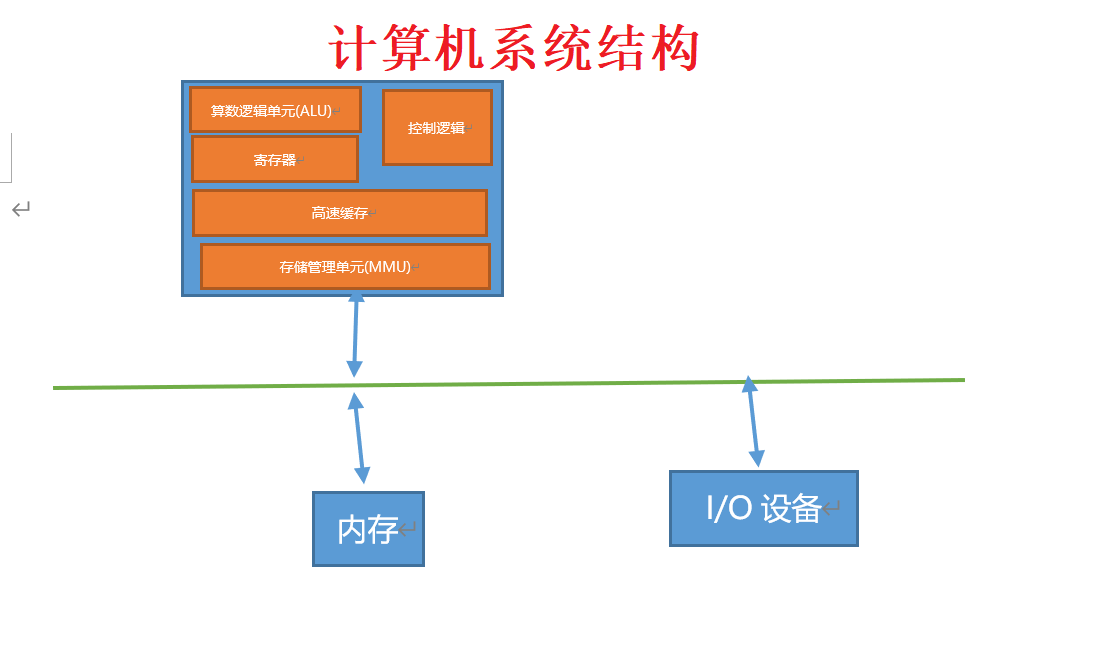 计算机系统结构
算数逻辑单元(ALU)
控制逻辑
寄存器
高速缓存
存储管理单元(MMU)
内存
I/O 设备